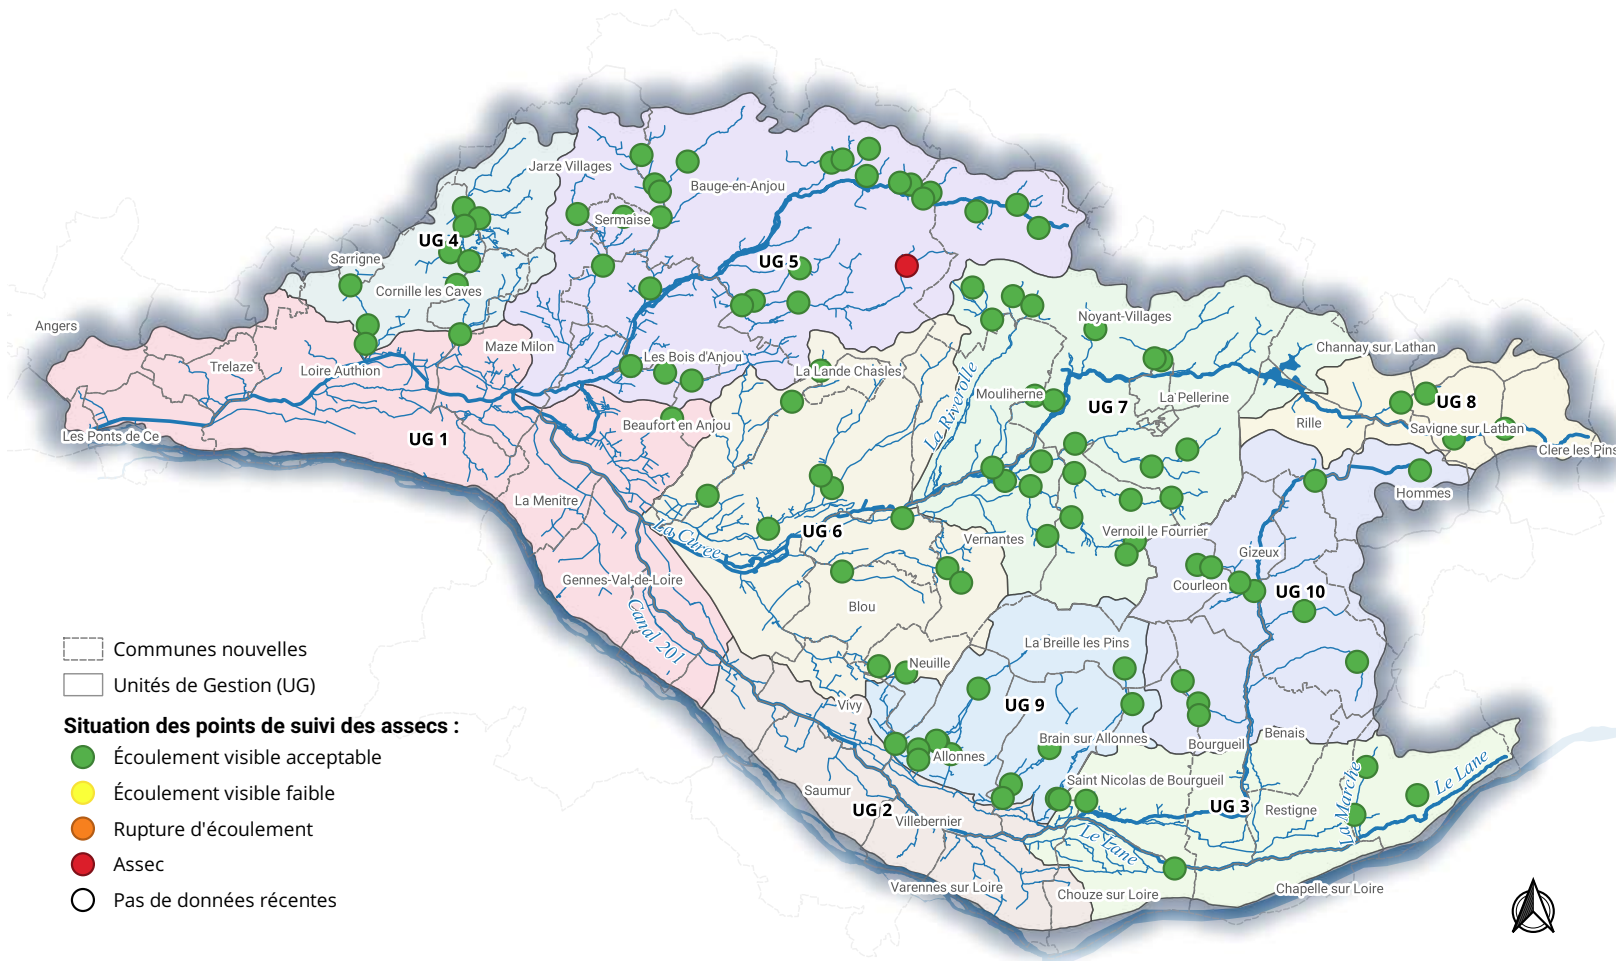 Jarze Villages
Bauge-en-Anjou
Sermaise
UG 4
Sarrigne
UG 5
Cornille les Caves
Angers
Noyant-Villages
Maze Milon
Channay sur Lathan
Les Bois d'Anjou
Trelaze
Loire Authion
La Lande Chasles
La Riverolle
Mouliherne
La Pellerine
UG 7
UG 8
Rille
Beaufort en Anjou
Savigne sur Lathan
Les Ponts de Ce
UG 1
Clere les Pins
Hommes
La Menitre
La Curee
UG 6
Vernantes
Vernoil le Fourrier
Gizeux
Gennes-Val-de-Loire
Courleon
UG 10
Blou
Canal 201
La Breille les Pins
Neuille
Vivy
UG 9
Brain sur Allonnes
Benais
Bourgueil
Allonnes
Saint Nicolas de Bourgueil
La Marche
Le Lane
Saumur
UG 2
Villebernier
UG 3
Restigne
Le Lane
Varennes sur Loire
Chouze sur Loire
Chapelle sur Loire
Communes nouvelles
Unités de Gestion (UG)
Situation des points de suivi des assecs :
Écoulement visible acceptable
Écoulement visible faible
Rupture d'écoulement
Assec
Pas de données récentes